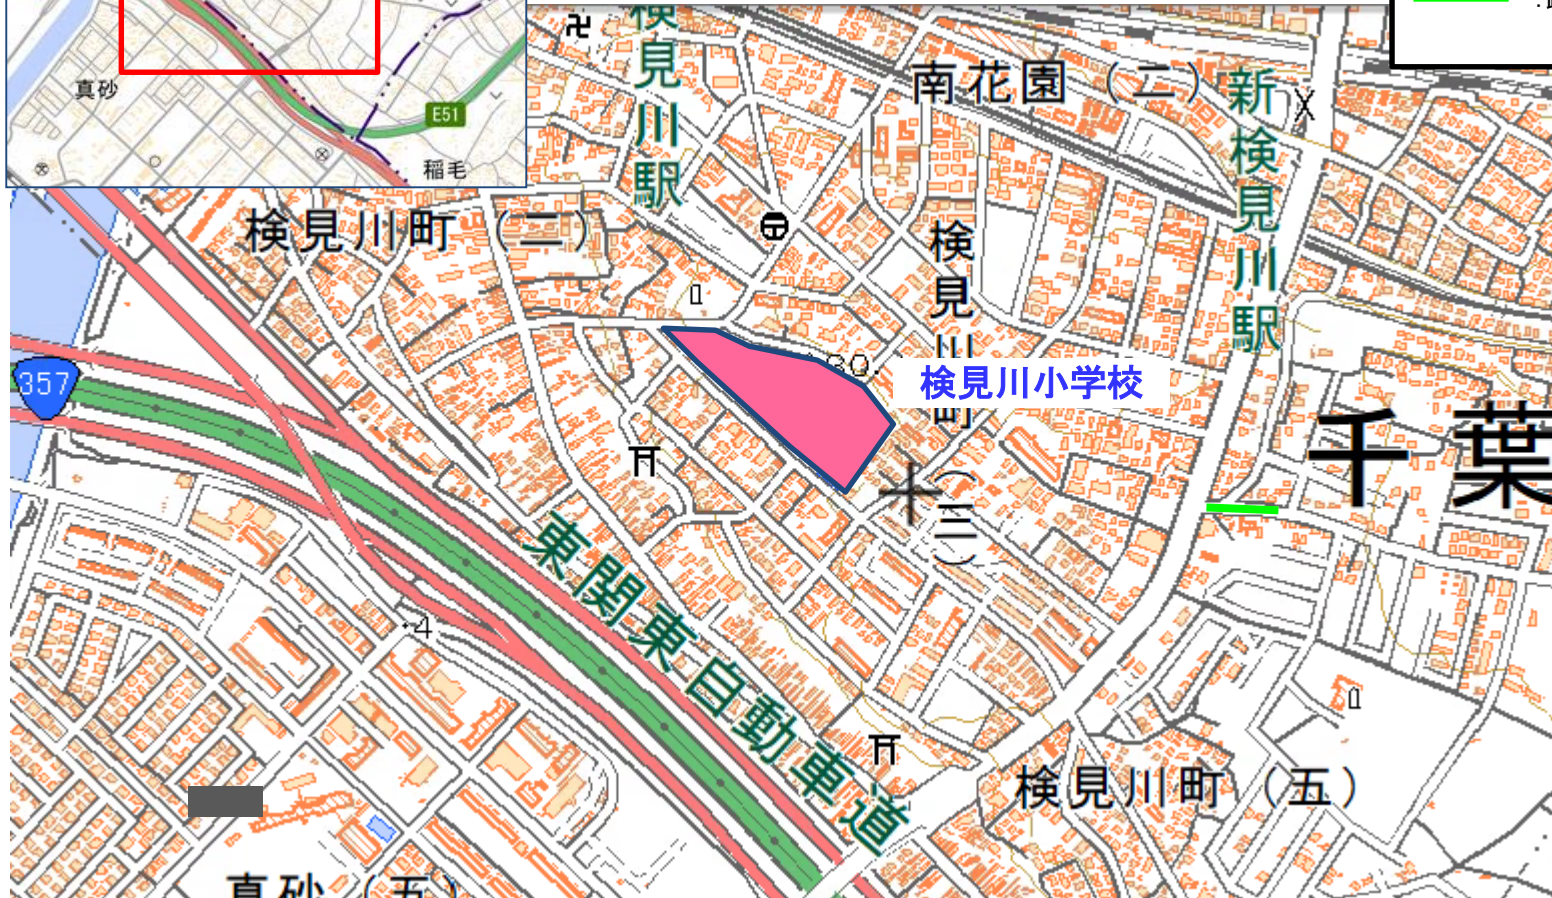 真砂
E51
稲毛
検見川駅
南花園（二）
新検見川駅
検見川町（二）
検見川町（三）
357
検見川小学校
千葉
東関東自動車道
4
検見川町（五）
真砂（五）